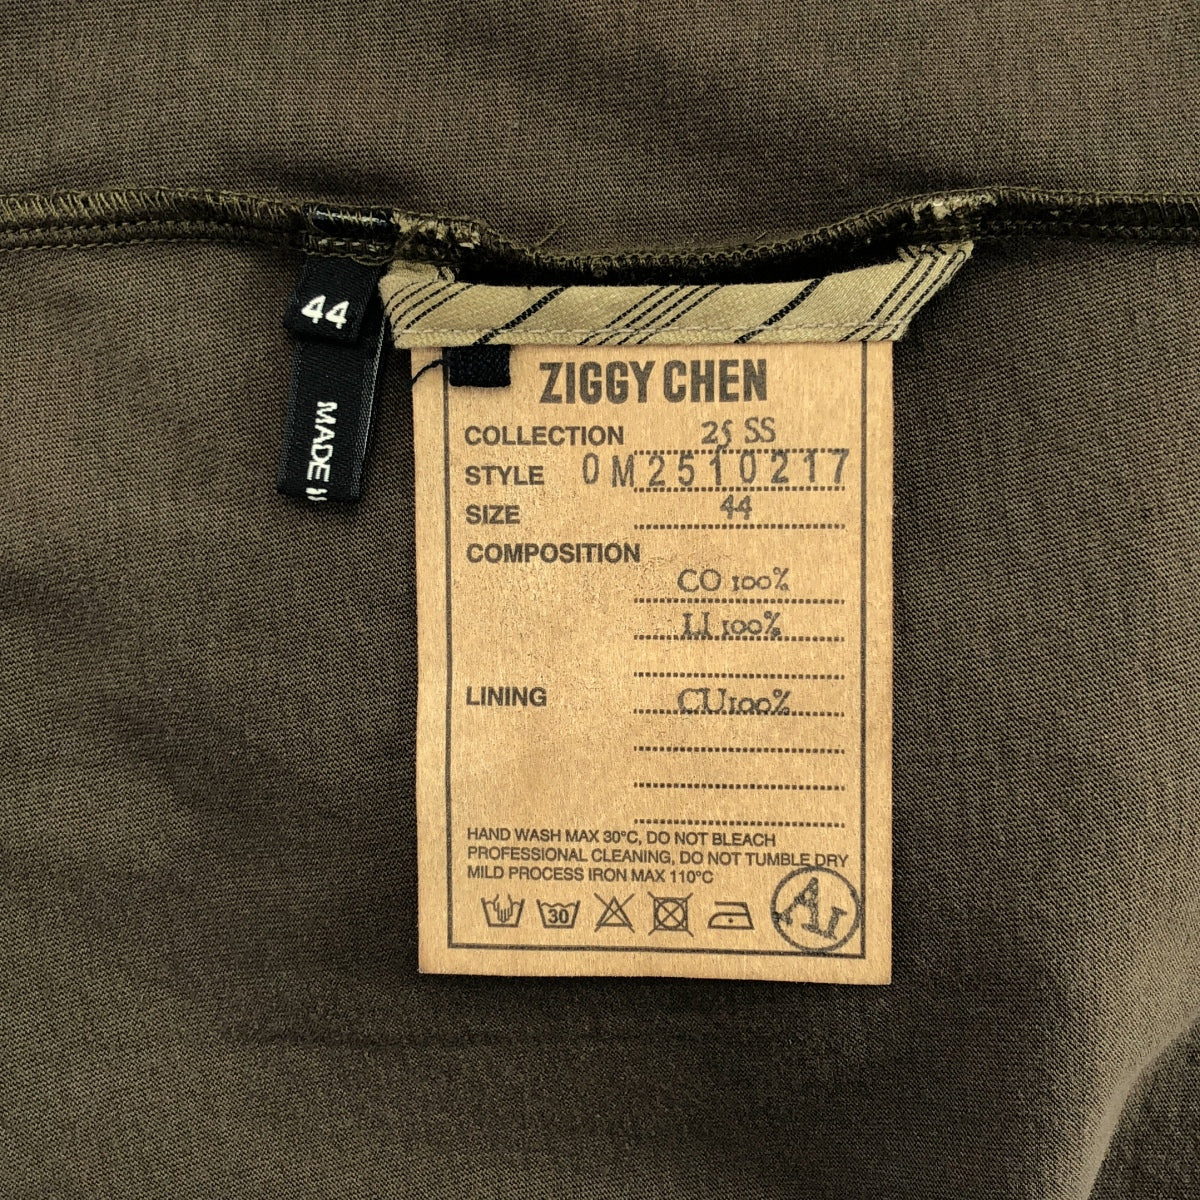 44
MADE
ZIGGY CHEN
COLLECTION 25 SS
STYLE 0M2510217
SIZE 44
COMPOSITION
CO 100%
LI 100%
LINING CU100%
HAND WASH MAX 30°C, DO NOT BLEACH
PROFESSIONAL CLEANING, DO NOT TUMBLE DRY
MILD PROCESS IRON MAX 110°C
30
A1